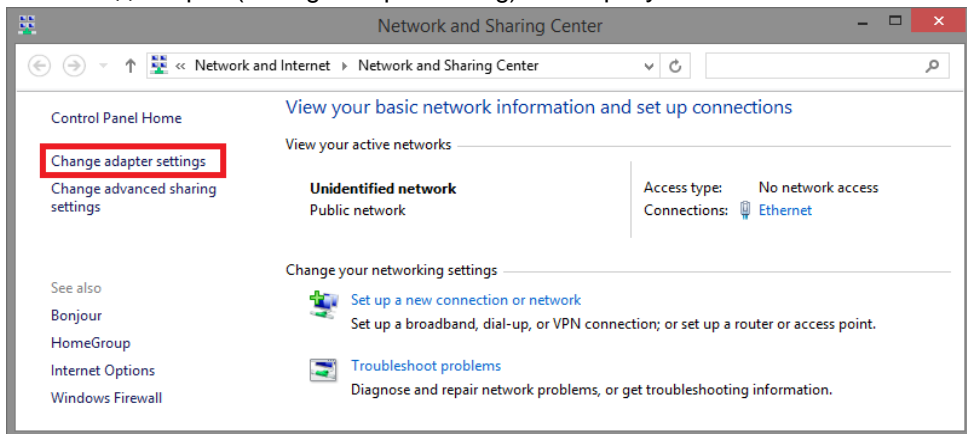 Network and Sharing Center
« Network and Internet ▸ Network and Sharing Center
Control Panel Home
Change adapter settings
Change advanced sharing
settings
See also
Bonjour
HomeGroup
Internet Options
Windows Firewall
View your basic network information and set up connections
View your active networks
Unidentified network
Public network
Access type: No network access
Connections: Ethernet
Change your networking settings
Set up a new connection or network
Set up a broadband, dial-up, or VPN connection; or set up a router or access point.
Troubleshoot problems
Diagnose and repair network problems, or get troubleshooting information.